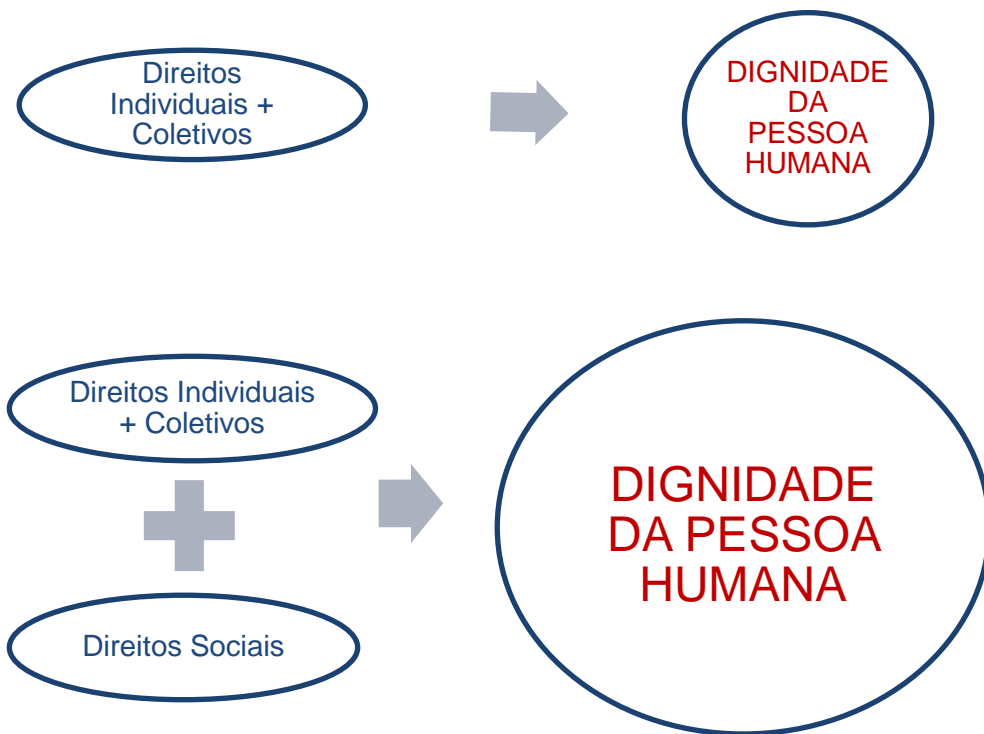 Direitos
Individuais +
Coletivos
DIGNIDADE
DA
PESSOA
HUMANA
Direitos Individuais
+ Coletivos
Direitos Sociais
DIGNIDADE
DA PESSOA
HUMANA